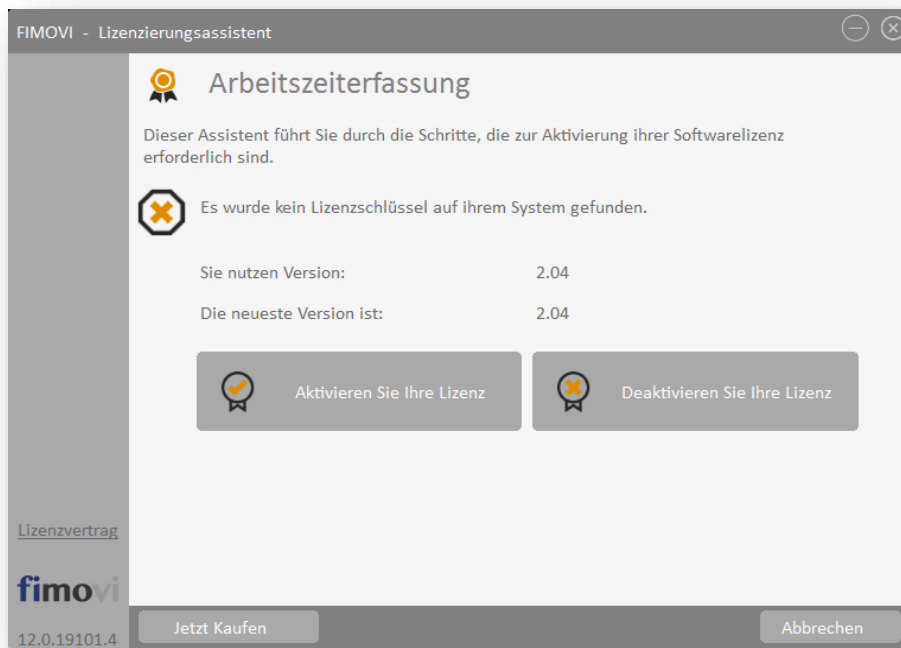 FIMOVI - Lizenzierungsassistent
Arbeitszeiterfassung
Dieser Assistent führt Sie durch die Schritte, die zur Aktivierung ihrer Softwarelizenz
erforderlich sind.
Es wurde kein Lizenzschlüssel auf ihrem System gefunden.
Sie nutzen Version: 2.04
Die neueste Version ist: 2.04
Aktivieren Sie Ihre Lizenz
Deaktivieren Sie Ihre Lizenz
Lizenzvertrag
fimovi
12.0.19101.4
Jetzt Kaufen
Abbrechen